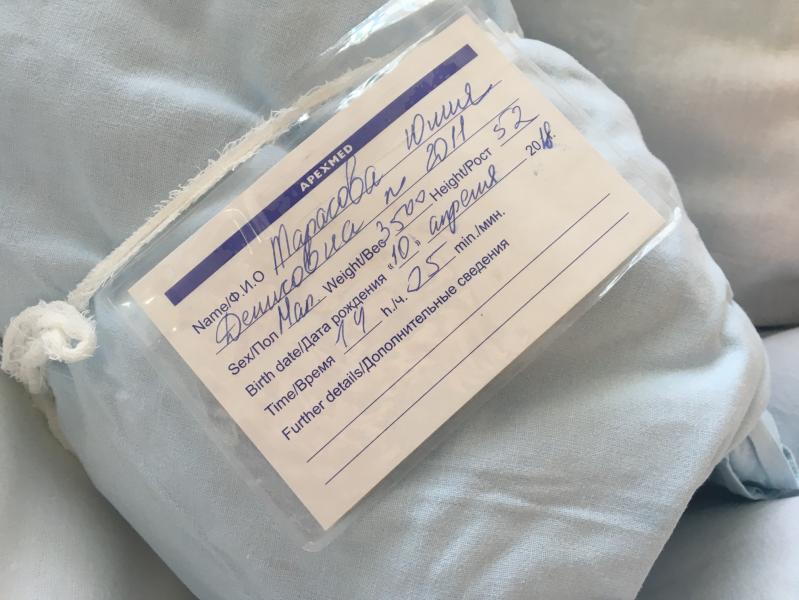 APEXMED
Name/Ф.И.О Тарасова Юлия
Денисовна № 2011
Sex/Пол Мал Weight/Вес 3500 Height/Рост 52
Birth date/Дата рождения "10" апреля 2018.
Time/Время 14 h./ч. 25 min./мин.
Further details/Дополнительные сведения